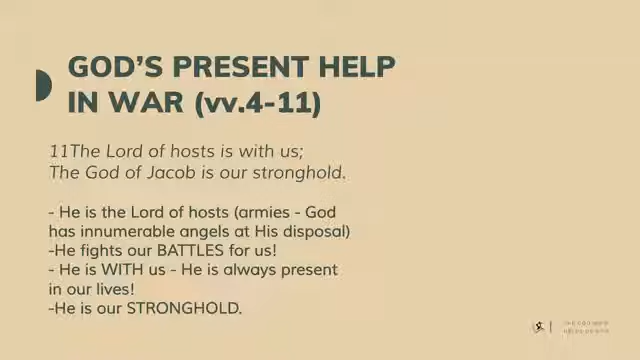 GOD’S PRESENT HELP
IN WAR (vv.4-11)
11The Lord of hosts is with us;
The God of Jacob is our stronghold.
- He is the Lord of hosts (armies - God
has innumerable angels at His disposal)
-He fights our BATTLES for us!
- He is WITH us - He is always present
in our lives!
-He is our STRONGHOLD.